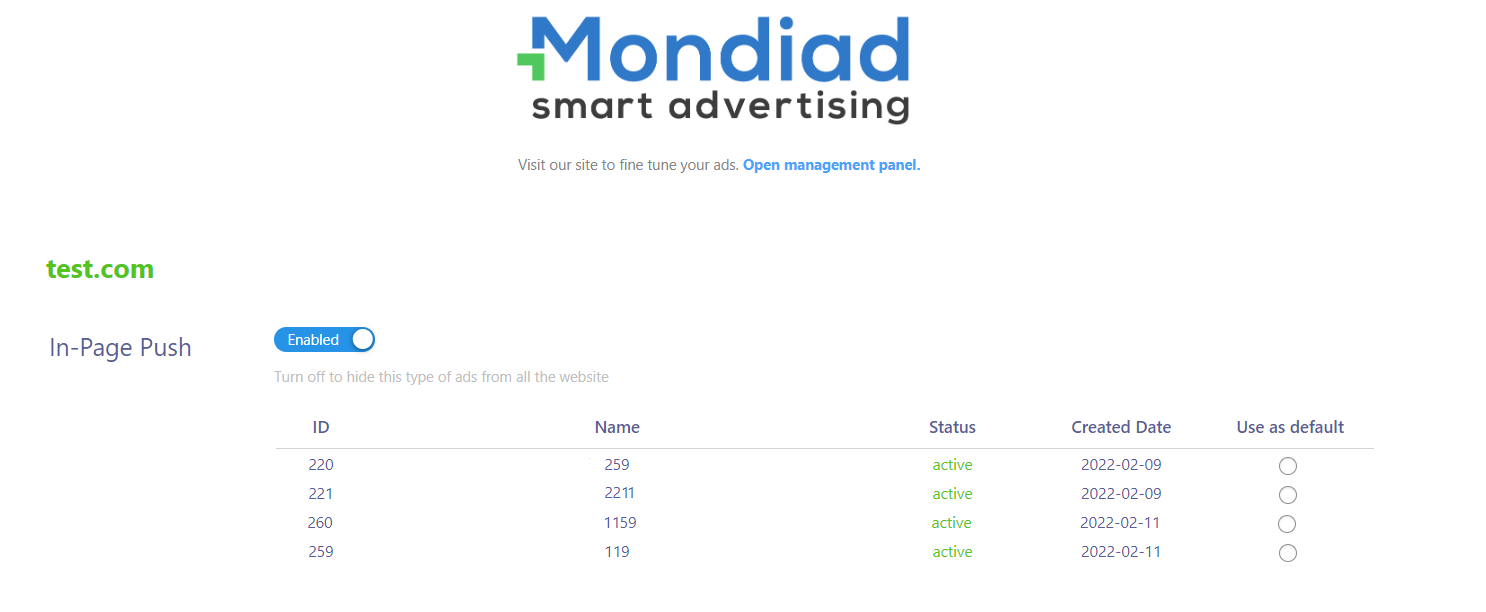 Mondiad
smart advertising
Visit our site to fine tune your ads. Open management panel.
test.com
In-Page Push
Enabled
Turn off to hide this type of ads from all the website
ID Name Status Created Date Use as default
220 259 active 2022-02-09
221 2211 active 2022-02-09
260 1159 active 2022-02-11
259 119 active 2022-02-11